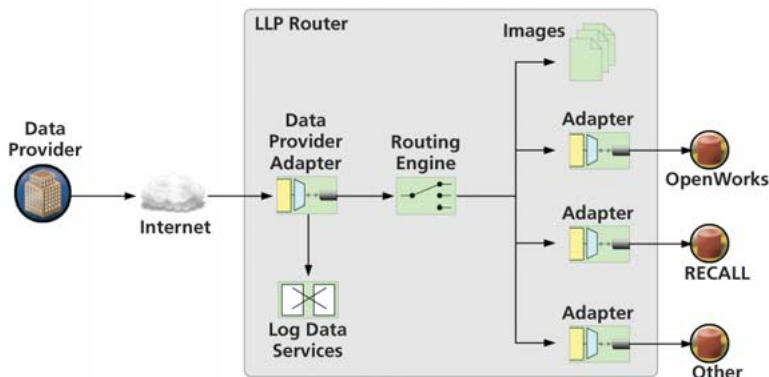 LLP Router
Images
Data
Provider
Internet
Data
Provider
Adapter
Routing
Engine
Log Data
Services
Adapter
OpenWorks
Adapter
RECALL
Adapter
Other